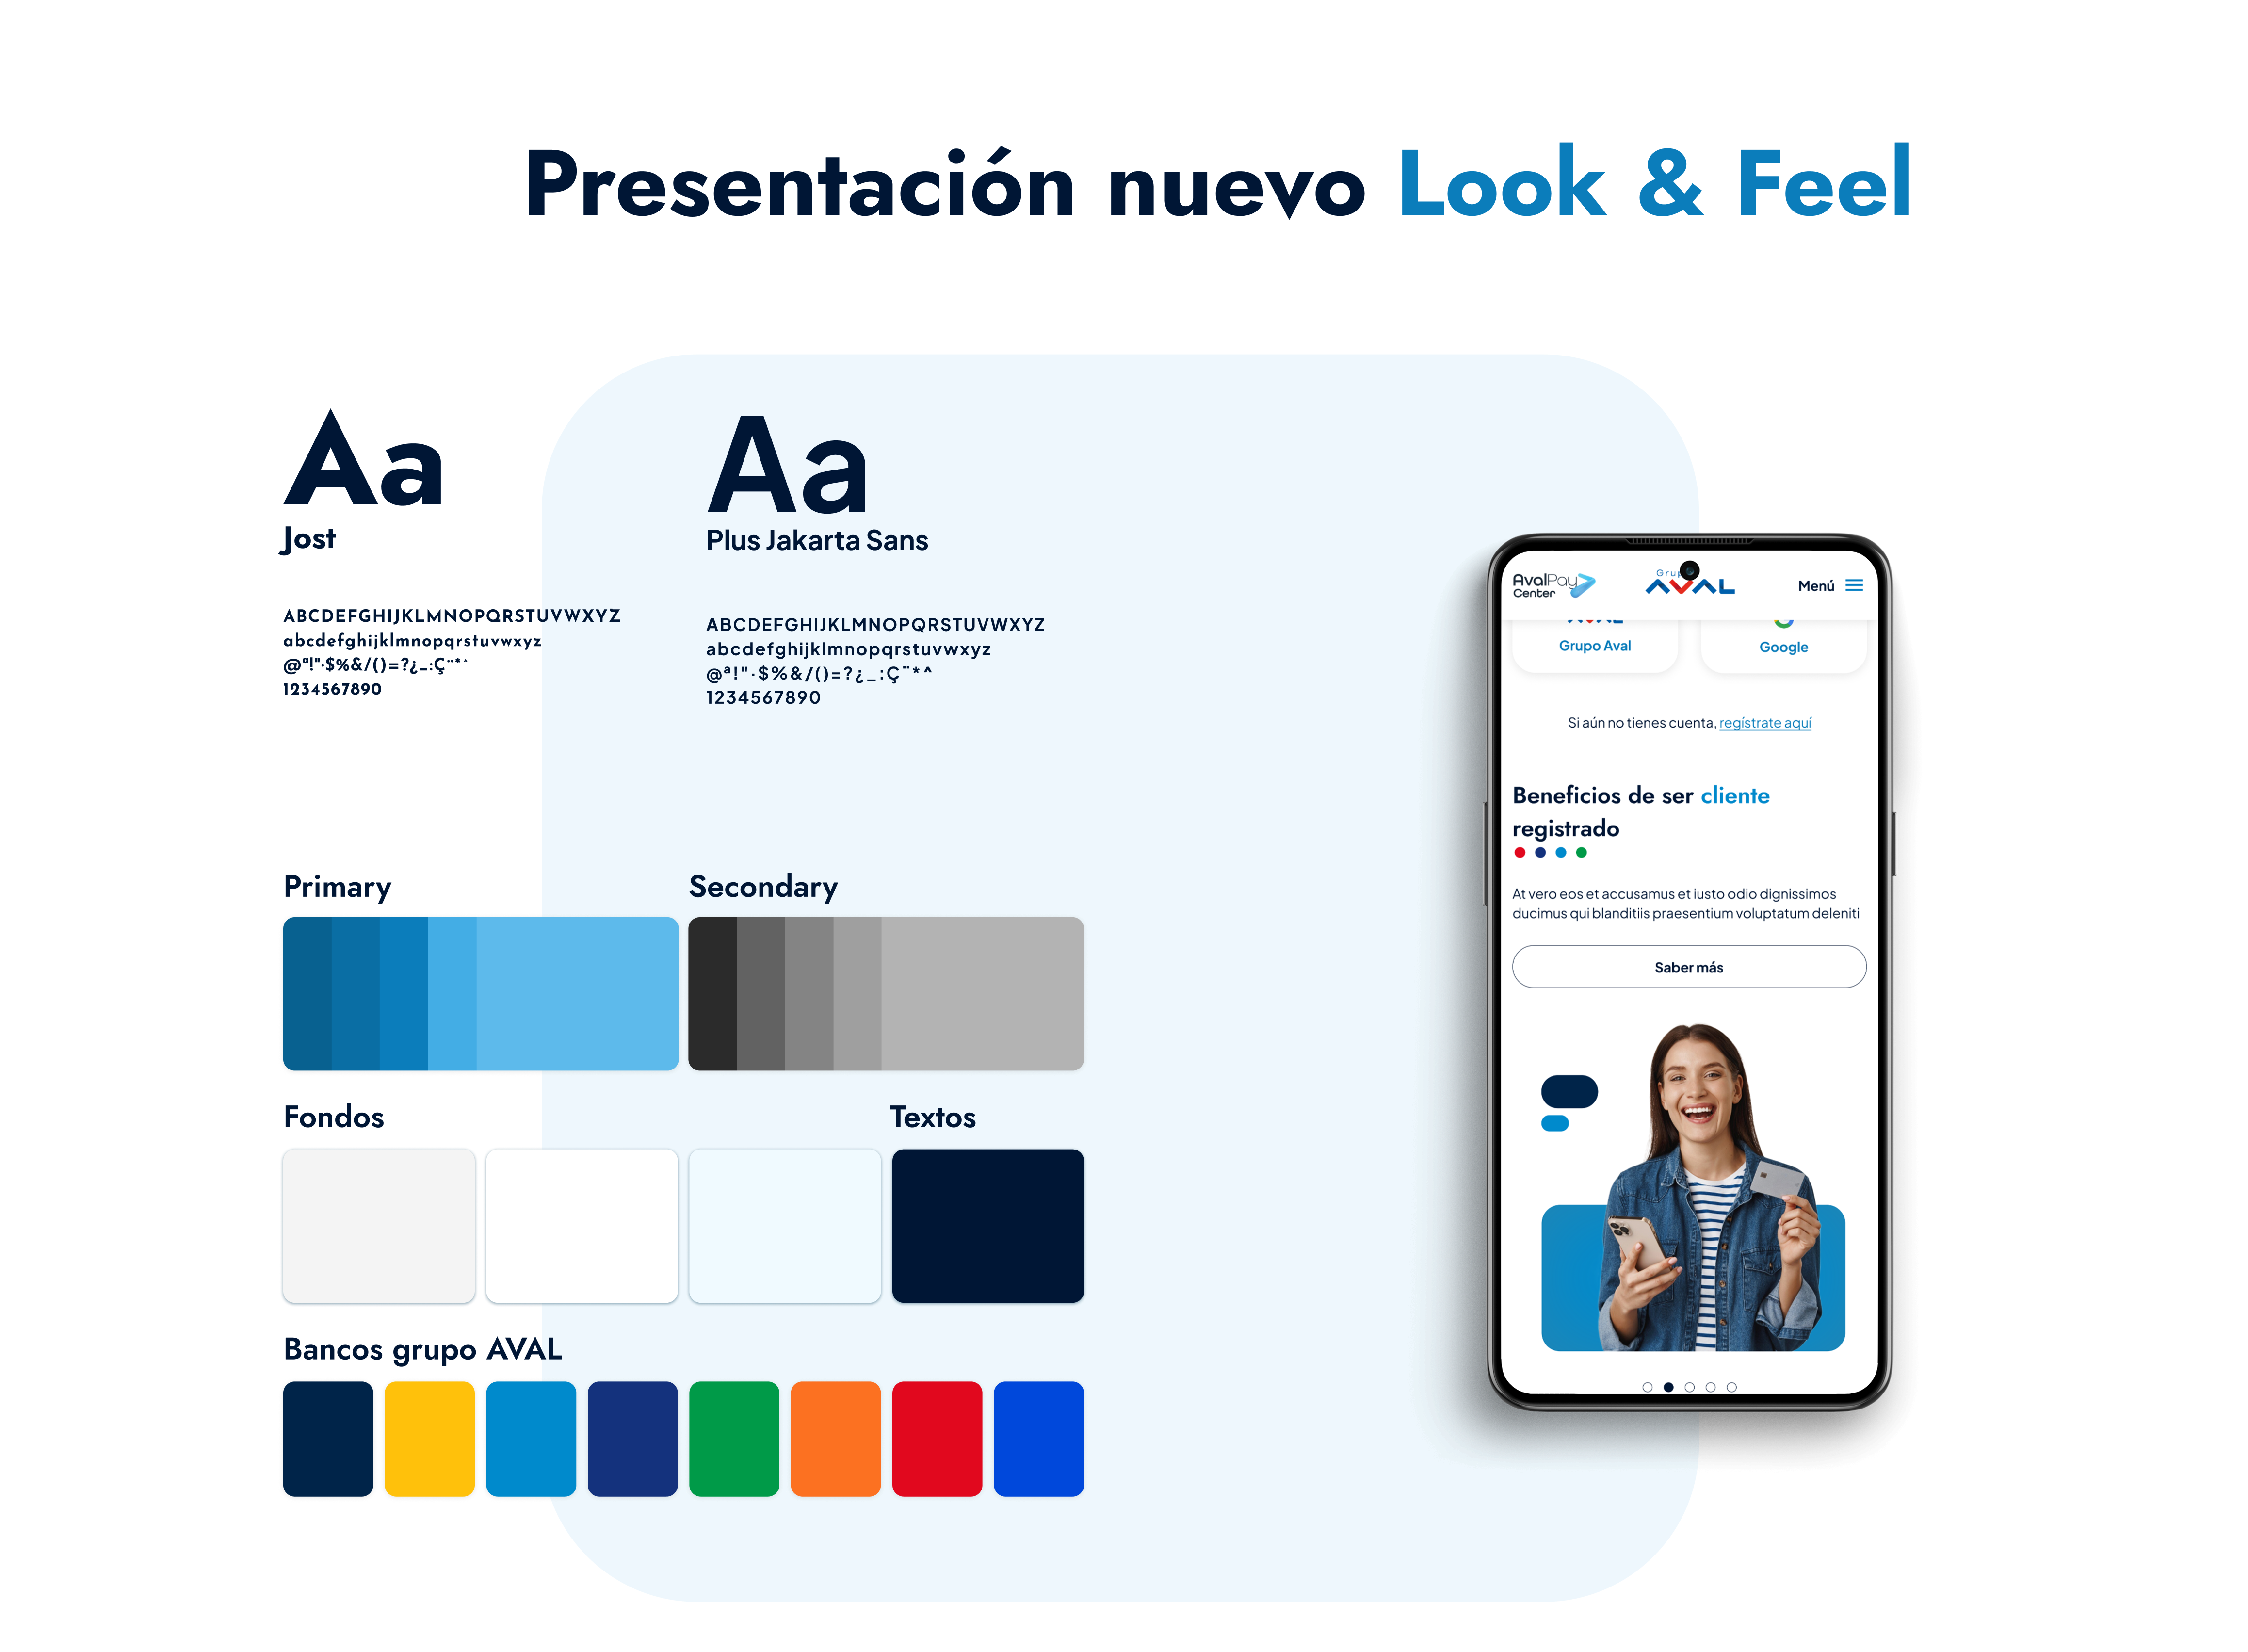 Presentación nuevo Look & Feel
Aa
Jost
ABCDEFGHIJKLMNOPQRSTUVWXYZ
abcdefghijklmnopqrstuvwxyz
@ª!"·$%&/()=?¿_:Ç¨*^
1234567890
Aa
Plus Jakarta Sans
ABCDEFGHIJKLMNOPQRSTUVWXYZ
abcdefghijklmnopqrstuvwxyz
@ª!"·$%&/()=?¿_:Ç¨*^
1234567890
Primary
Secondary
Fondos
Textos
Bancos grupo AVAL
AvalPay
Center
Grup
AVAL
Menú
Grupo Aval
Google
Si aún no tienes cuenta, regístrate aquí
Beneficios de ser cliente
registrado
At vero eos et accusamus et iusto odio dignissimos
ducimus qui blanditiis praesentium voluptatum deleniti
Saber más